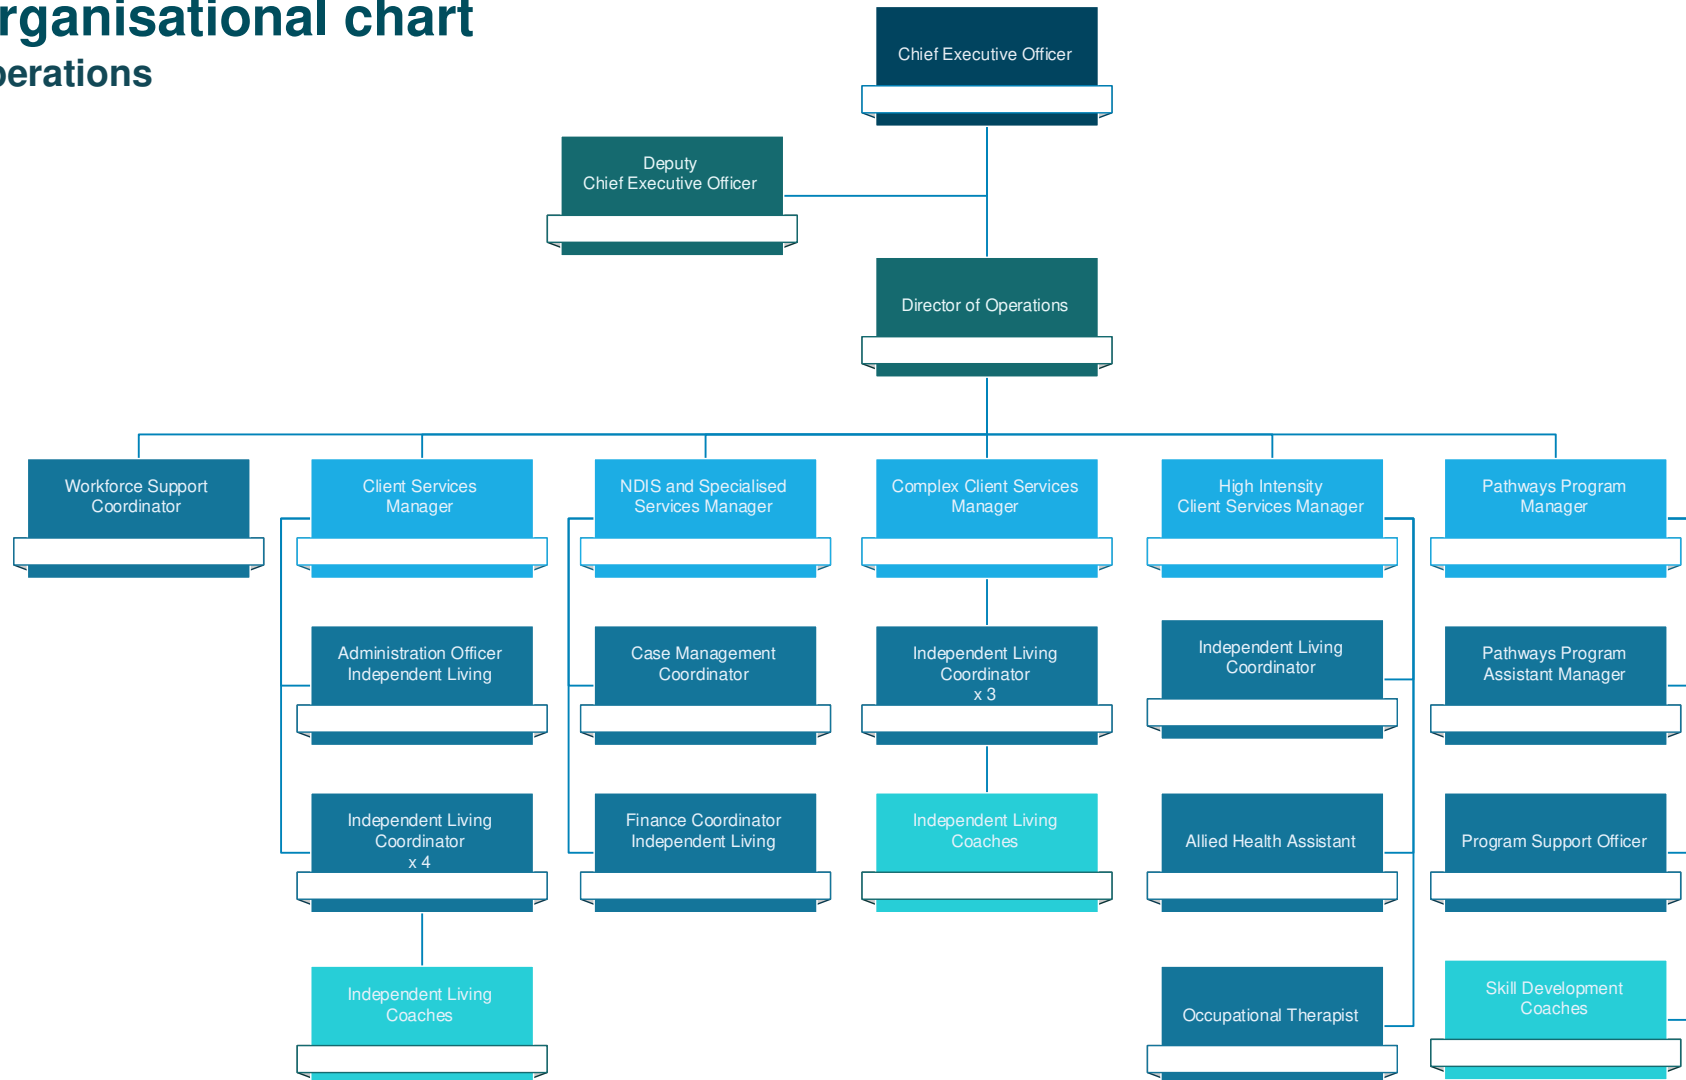 rganisational chart
perations
Chief Executive Officer
Deputy
Chief Executive Officer
Director of Operations
Workforce Support
Coordinator
Client Services
Manager
NDIS and Specialised
Services Manager
Complex Client Services
Manager
High Intensity
Client Services Manager
Pathways Program
Manager
Administration Officer
Independent Living
Case Management
Coordinator
Independent Living
Coordinator
x 3
Independent Living
Coordinator
Pathways Program
Assistant Manager
Independent Living
Coordinator
x 4
Finance Coordinator
Independent Living
Independent Living
Coaches
Allied Health Assistant
Program Support Officer
Independent Living
Coaches
Occupational Therapist
Skill Development
Coaches